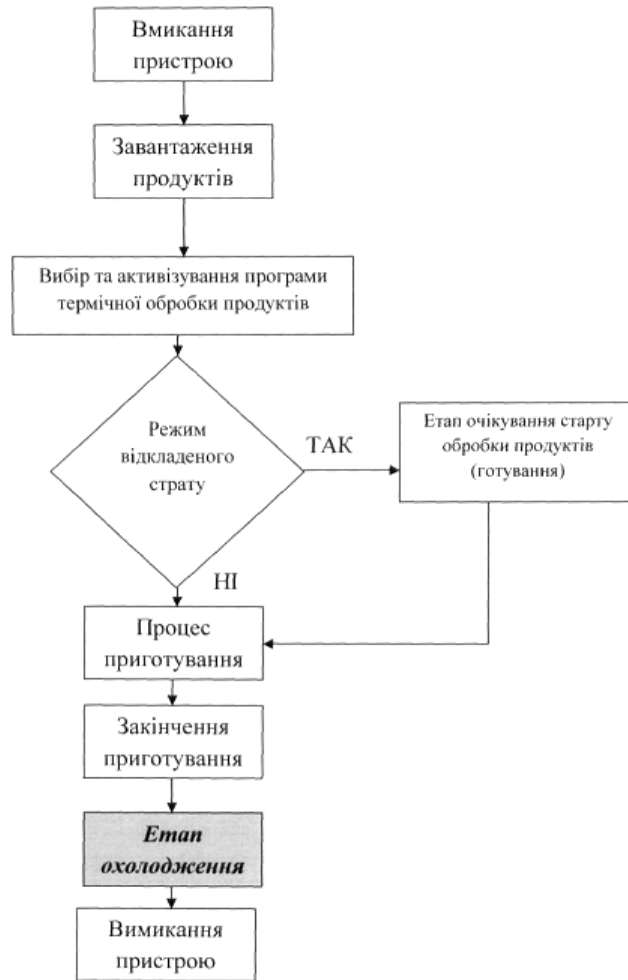 Вмикання
пристрою
Завантаження
продуктів
Вибір та активізування програми
термічної обробки продуктів
Режим
відкладеного
страту
ТАК
Етап очікування старту
обробки продуктів
(готування)
НІ
Процес
приготування
Закінчення
приготування
Етап
охолодження
Вимикання
пристрою